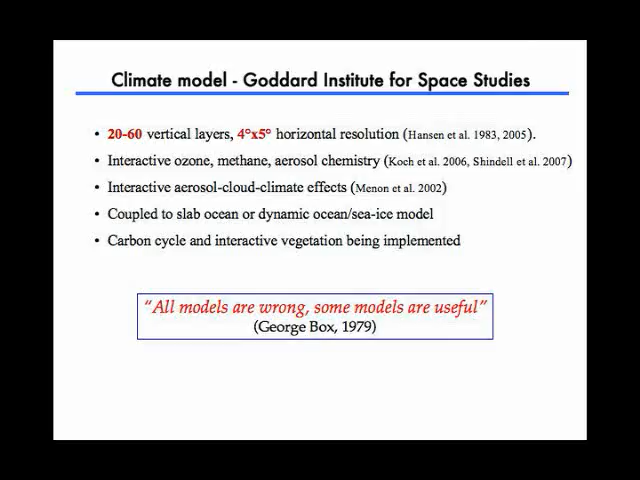 Climate model - Goddard Institute for Space Studies
• 20-60 vertical layers, 4°x5° horizontal resolution (Hansen et al. 1983, 2005).
• Interactive ozone, methane, aerosol chemistry (Koch et al. 2006, Shindell et al. 2007)
• Interactive aerosol-cloud-climate effects (Menon et al. 2002)
• Coupled to slab ocean or dynamic ocean/sea-ice model
• Carbon cycle and interactive vegetation being implemented
“All models are wrong, some models are useful”
(George Box, 1979)